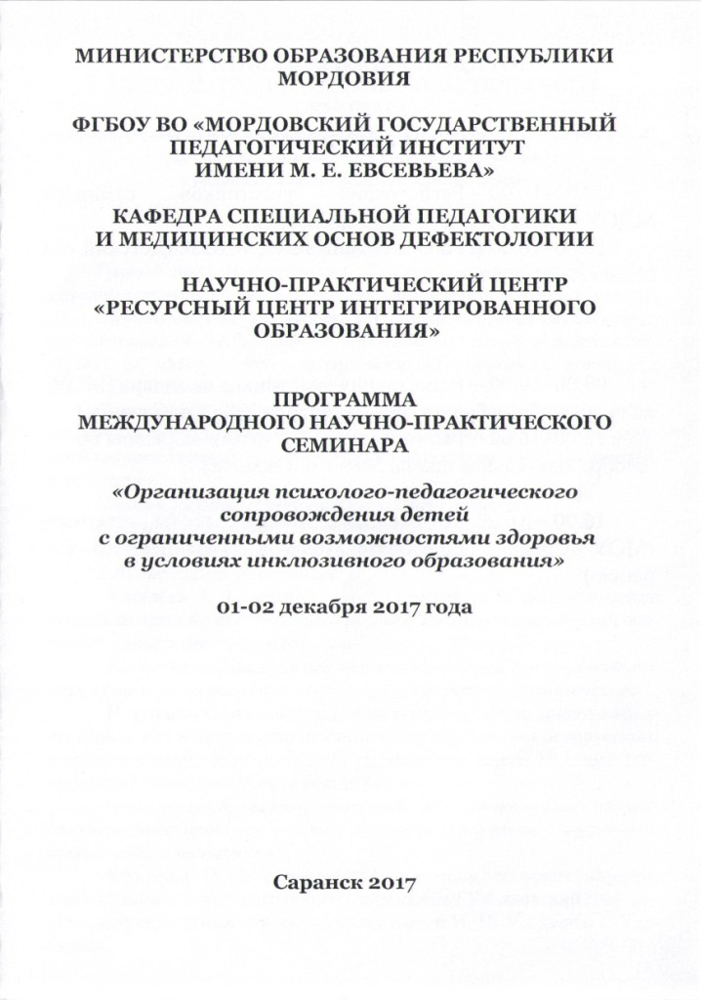 МИНИСТЕРСТВО ОБРАЗОВАНИЯ РЕСПУБЛИКИ
МОРДОВИЯ
ФГБОУ ВО «МОРДОВСКИЙ ГОСУДАРСТВЕННЫЙ
ПЕДАГОГИЧЕСКИЙ ИНСТИТУТ
ИМЕНИ М. Е. ЕВСЕВЬЕВА»
КАФЕДРА СПЕЦИАЛЬНОЙ ПЕДАГОГИКИ
И МЕДИЦИНСКИХ ОСНОВ ДЕФЕКТОЛОГИИ
НАУЧНО-ПРАКТИЧЕСКИЙ ЦЕНТР
«РЕСУРСНЫЙ ЦЕНТР ИНТЕГРИРОВАННОГО
ОБРАЗОВАНИЯ»
ПРОГРАММА
МЕЖДУНАРОДНОГО НАУЧНО-ПРАКТИЧЕСКОГО
СЕМИНАРА
«Организация психолого-педагогического
сопровождения детей
с ограниченными возможностями здоровья
в условиях инклюзивного образования»
01-02 декабря 2017 года
Саранск 2017